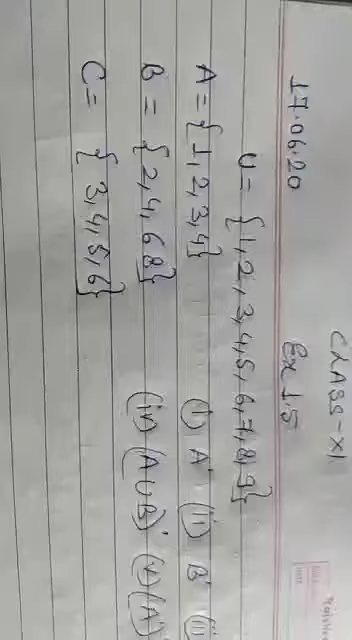 CLASS-XI
17.06.20 Ex 1.5
U = {1, 2, 3, 4, 5, 6, 7, 8, 9}
A = {1, 2, 3, 4} (i) A' (ii) B' (iii)
B = {2, 4, 6 8} (iv) (A∪B)' (v) (A'
C = {3, 4, 5, 6}